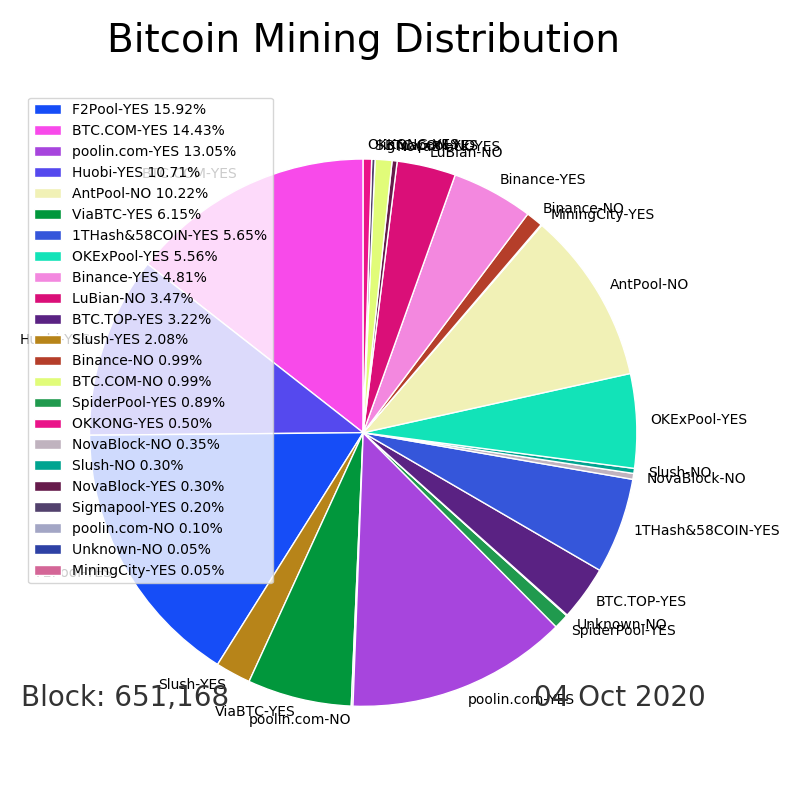 Bitcoin Mining Distribution
F2Pool-YES 15.92%
BTC.COM-YES 14.43%
poolin.com-YES 13.05%
Huobi-YES 10.71%
AntPool-NO 10.22%
ViaBTC-YES 6.15%
1THash&58COIN-YES 5.65%
OKExPool-YES 5.56%
Binance-YES 4.81%
LuBian-NO 3.47%
BTC.TOP-YES 3.22%
Slush-YES 2.08%
Binance-NO 0.99%
BTC.COM-NO 0.99%
SpiderPool-YES 0.89%
OKKONG-YES 0.50%
NovaBlock-NO 0.35%
Slush-NO 0.30%
NovaBlock-YES 0.30%
Sigmapool-YES 0.20%
poolin.com-NO 0.10%
Unknown-NO 0.05%
MiningCity-YES 0.05%
OKKONG-YES
LuBian-NO
Binance-YES
Binance-NO
MiningCity-YES
AntPool-NO
OKExPool-YES
Slush-NO
NovaBlock-NO
1THash&58COIN-YES
BTC.TOP-YES
Unknown-NO
SpiderPool-YES
poolin.com-YES
poolin.com-NO
ViaBTC-YES
Slush-YES
Block: 651,168
04 Oct 2020